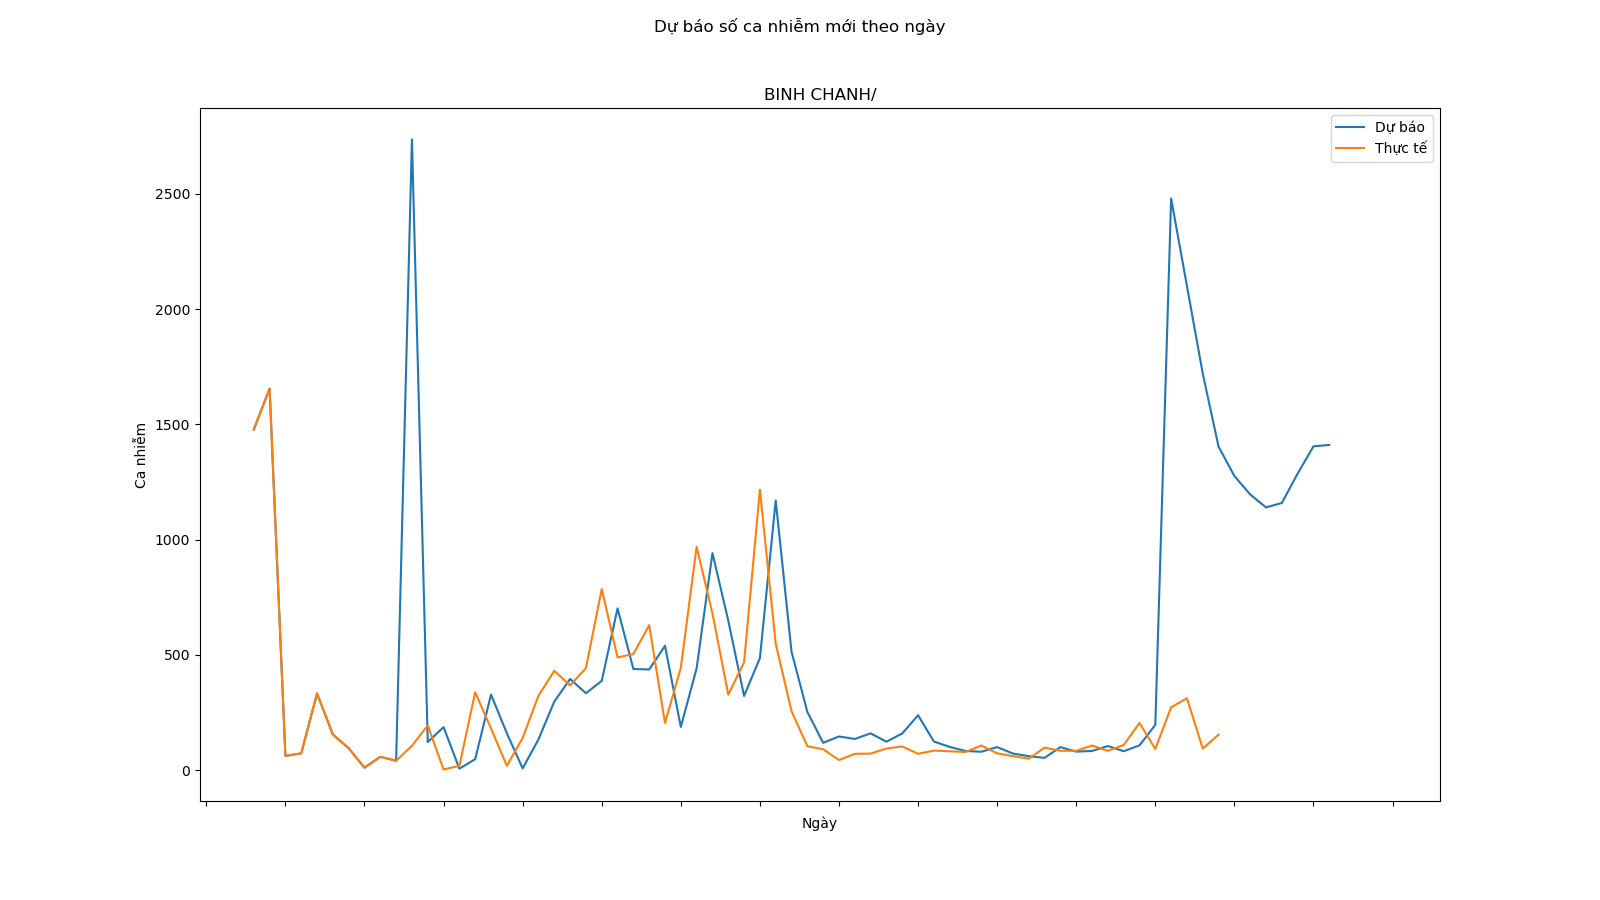 Dự báo số ca nhiễm mới theo ngày
BINH CHANH/
Dự báo
Thực tế
2500
2000
1500
1000
500
0
Ca nhiễm
Ngày